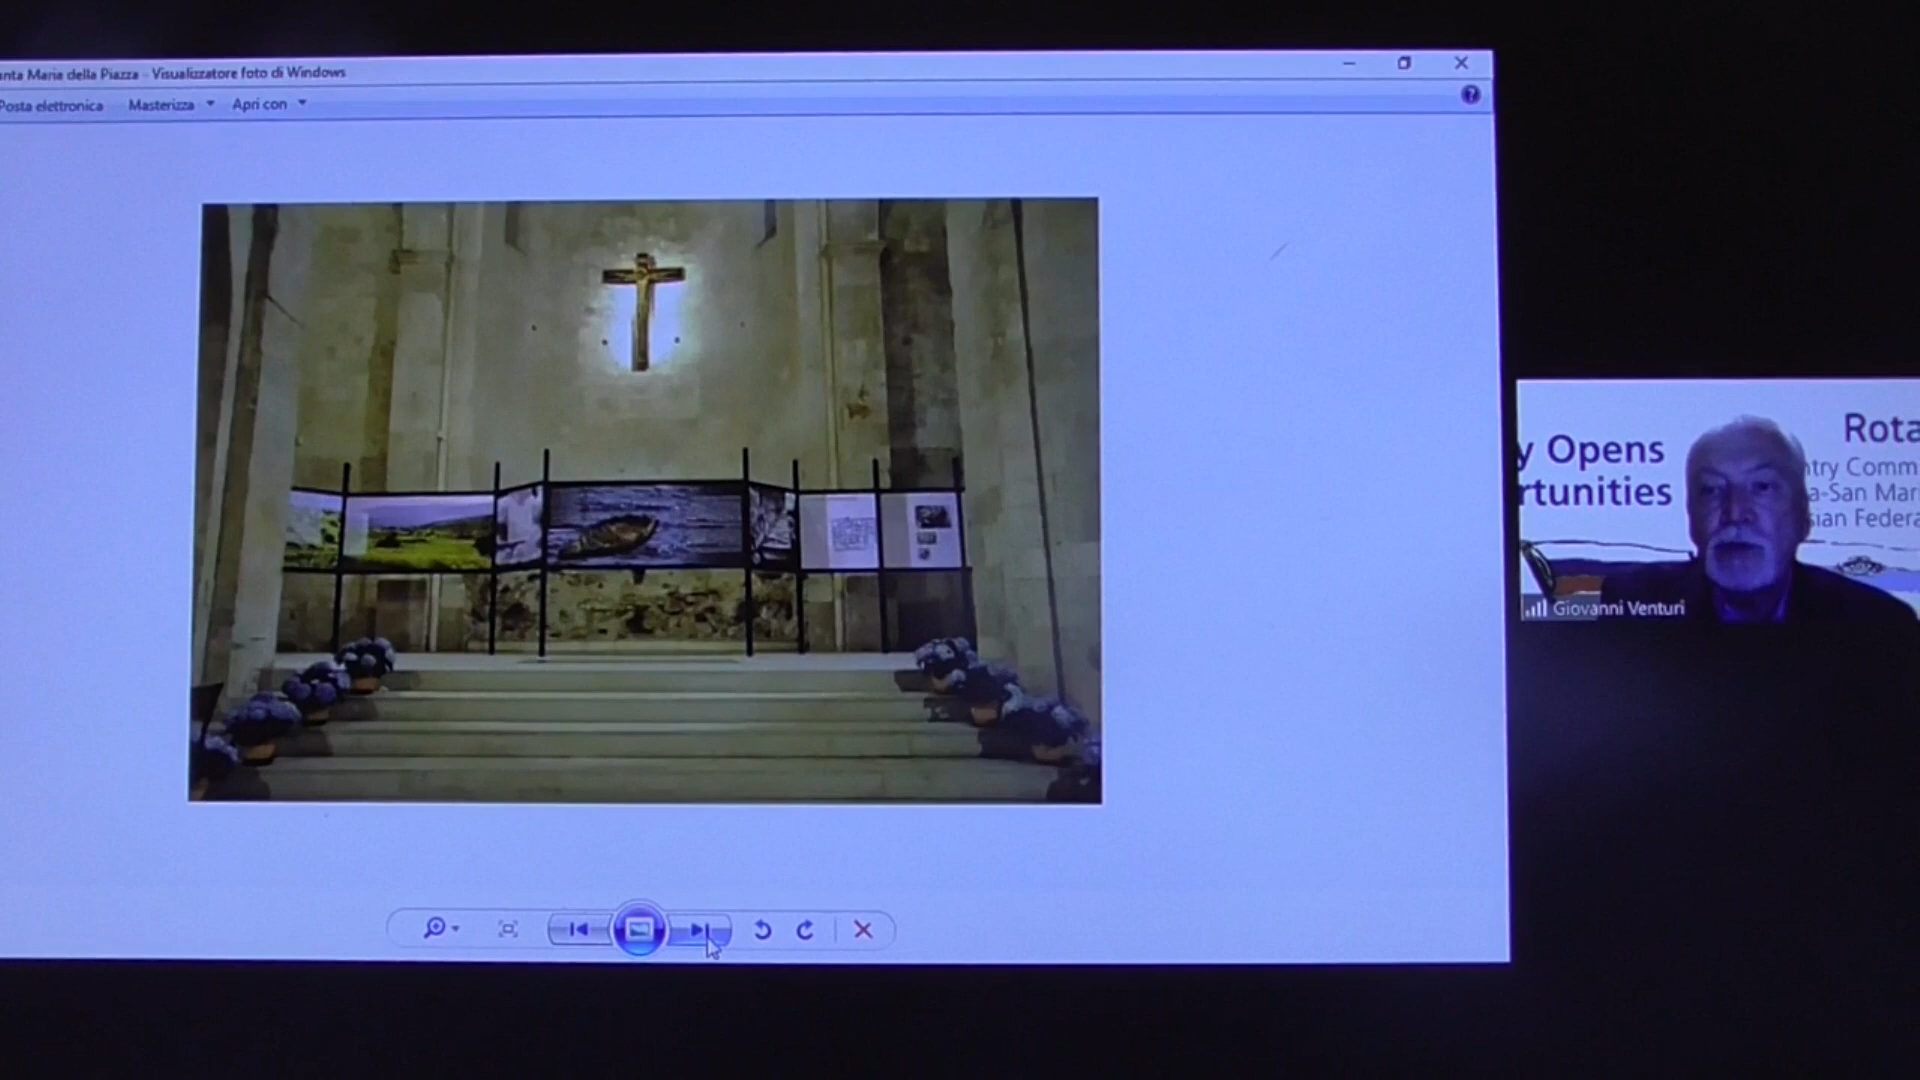 nta Maria della Piazza - Visualizzatore foto di Windows
Posta elettronica Masterizza Apri con
y Opens
rtunities
Rota
ntry Comm
a-San Mar
sian Federa
Giovanni Venturi